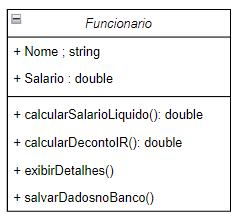 Funcionario
+ Nome ; string
+ Salario : double
+ calcularSalarioLiquido(): double
+ calcularDecontoIR(): double
+ exibirDetalhes()
+ salvarDadosnoBanco()